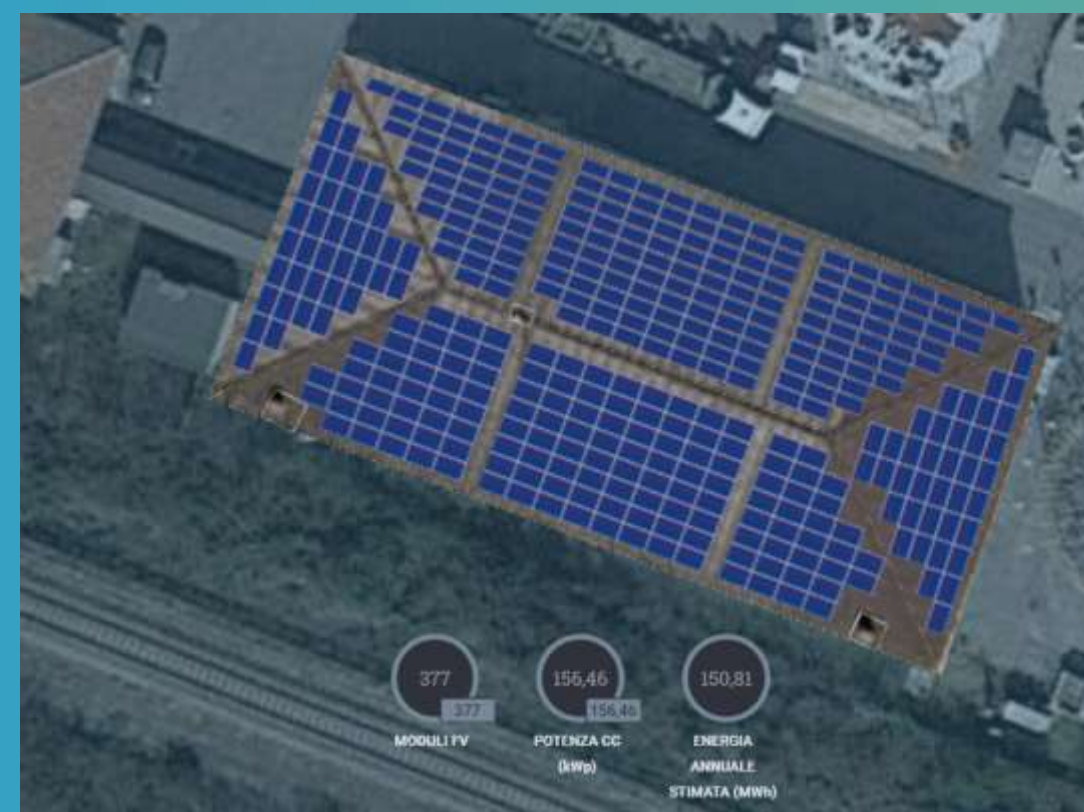 377
377
MODULI FV
156,46
156,46
POTENZA CC
(kWp)
150,81
ENERGIA
ANNUALE
STIMATA (MWh)